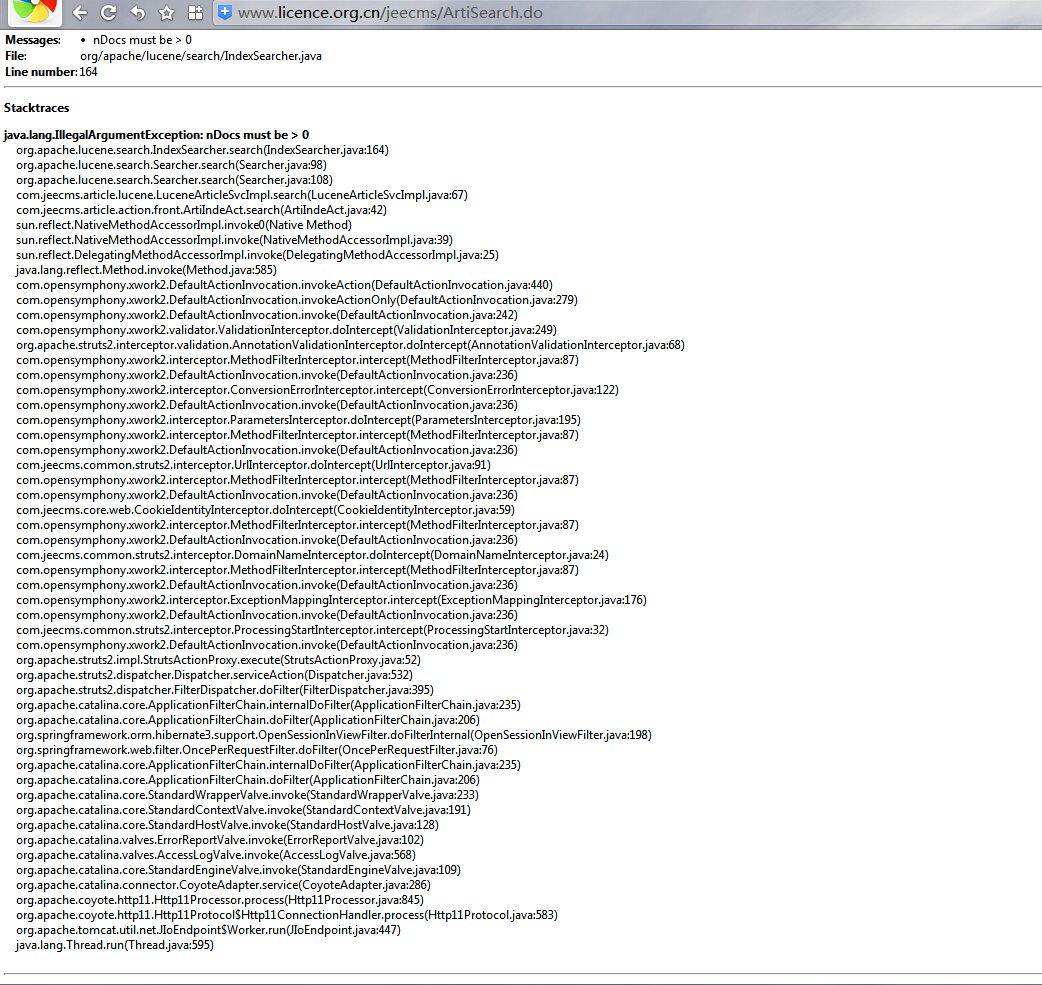 www.licence.org.cn/jeecms/ArtiSearch.do
Messages: • nDocs must be > 0
File: org/apache/lucene/search/IndexSearcher.java
Line number: 164
Stacktraces
java.lang.IllegalArgumentException: nDocs must be > 0
org.apache.lucene.search.IndexSearcher.search(IndexSearcher.java:164)
org.apache.lucene.search.Searcher.search(Searcher.java:98)
org.apache.lucene.search.Searcher.search(Searcher.java:108)
com.jeecms.article.lucene.LuceneArticleSvcImpl.search(LuceneArticleSvcImpl.java:67)
com.jeecms.article.action.front.ArtiIndeAct.search(ArtiIndeAct.java:42)
sun.reflect.NativeMethodAccessorImpl.invoke0(Native Method)
sun.reflect.NativeMethodAccessorImpl.invoke(NativeMethodAccessorImpl.java:39)
sun.reflect.DelegatingMethodAccessorImpl.invoke(DelegatingMethodAccessorImpl.java:25)
java.lang.reflect.Method.invoke(Method.java:585)
com.opensymphony.xwork2.DefaultActionInvocation.invokeAction(DefaultActionInvocation.java:440)
com.opensymphony.xwork2.DefaultActionInvocation.invokeActionOnly(DefaultActionInvocation.java:279)
com.opensymphony.xwork2.DefaultActionInvocation.invoke(DefaultActionInvocation.java:242)
com.opensymphony.xwork2.validator.ValidationInterceptor.doIntercept(ValidationInterceptor.java:249)
org.apache.struts2.interceptor.validation.AnnotationValidationInterceptor.doIntercept(AnnotationValidationInterceptor.java:68)
com.opensymphony.xwork2.interceptor.MethodFilterInterceptor.intercept(MethodFilterInterceptor.java:87)
com.opensymphony.xwork2.DefaultActionInvocation.invoke(DefaultActionInvocation.java:236)
com.opensymphony.xwork2.interceptor.ConversionErrorInterceptor.intercept(ConversionErrorInterceptor.java:122)
com.opensymphony.xwork2.DefaultActionInvocation.invoke(DefaultActionInvocation.java:236)
com.opensymphony.xwork2.interceptor.ParametersInterceptor.doIntercept(ParametersInterceptor.java:195)
com.opensymphony.xwork2.interceptor.MethodFilterInterceptor.intercept(MethodFilterInterceptor.java:87)
com.opensymphony.xwork2.DefaultActionInvocation.invoke(DefaultActionInvocation.java:236)
com.jeecms.common.struts2.interceptor.UrlInterceptor.doIntercept(UrlInterceptor.java:91)
com.opensymphony.xwork2.interceptor.MethodFilterInterceptor.intercept(MethodFilterInterceptor.java:87)
com.opensymphony.xwork2.DefaultActionInvocation.invoke(DefaultActionInvocation.java:236)
com.jeecms.core.web.CookieIdentityInterceptor.doIntercept(CookieIdentityInterceptor.java:59)
com.opensymphony.xwork2.interceptor.MethodFilterInterceptor.intercept(MethodFilterInterceptor.java:87)
com.opensymphony.xwork2.DefaultActionInvocation.invoke(DefaultActionInvocation.java:236)
com.jeecms.common.struts2.interceptor.DomainNameInterceptor.doIntercept(DomainNameInterceptor.java:24)
com.opensymphony.xwork2.interceptor.MethodFilterInterceptor.intercept(MethodFilterInterceptor.java:87)
com.opensymphony.xwork2.DefaultActionInvocation.invoke(DefaultActionInvocation.java:236)
com.opensymphony.xwork2.interceptor.ExceptionMappingInterceptor.intercept(ExceptionMappingInterceptor.java:176)
com.opensymphony.xwork2.DefaultActionInvocation.invoke(DefaultActionInvocation.java:236)
com.jeecms.common.struts2.interceptor.ProcessingStartInterceptor.intercept(ProcessingStartInterceptor.java:32)
com.opensymphony.xwork2.DefaultActionInvocation.invoke(DefaultActionInvocation.java:236)
org.apache.struts2.impl.StrutsActionProxy.execute(StrutsActionProxy.java:52)
org.apache.struts2.dispatcher.Dispatcher.serviceAction(Dispatcher.java:532)
org.apache.struts2.dispatcher.FilterDispatcher.doFilter(FilterDispatcher.java:395)
org.apache.catalina.core.ApplicationFilterChain.internalDoFilter(ApplicationFilterChain.java:235)
org.apache.catalina.core.ApplicationFilterChain.doFilter(ApplicationFilterChain.java:206)
org.springframework.orm.hibernate3.support.OpenSessionInViewFilter.doFilterInternal(OpenSessionInViewFilter.java:198)
org.springframework.web.filter.OncePerRequestFilter.doFilter(OncePerRequestFilter.java:76)
org.apache.catalina.core.ApplicationFilterChain.internalDoFilter(ApplicationFilterChain.java:235)
org.apache.catalina.core.ApplicationFilterChain.doFilter(ApplicationFilterChain.java:206)
org.apache.catalina.core.StandardWrapperValve.invoke(StandardWrapperValve.java:233)
org.apache.catalina.core.StandardContextValve.invoke(StandardContextValve.java:191)
org.apache.catalina.core.StandardHostValve.invoke(StandardHostValve.java:128)
org.apache.catalina.valves.ErrorReportValve.invoke(ErrorReportValve.java:102)
org.apache.catalina.valves.AccessLogValve.invoke(AccessLogValve.java:568)
org.apache.catalina.core.StandardEngineValve.invoke(StandardEngineValve.java:109)
org.apache.catalina.connector.CoyoteAdapter.service(CoyoteAdapter.java:286)
org.apache.coyote.http11.Http11Processor.process(Http11Processor.java:845)
org.apache.coyote.http11.Http11Protocol$Http11ConnectionHandler.process(Http11Protocol.java:583)
org.apache.tomcat.util.net.JIoEndpoint$Worker.run(JIoEndpoint.java:447)
java.lang.Thread.run(Thread.java:595)